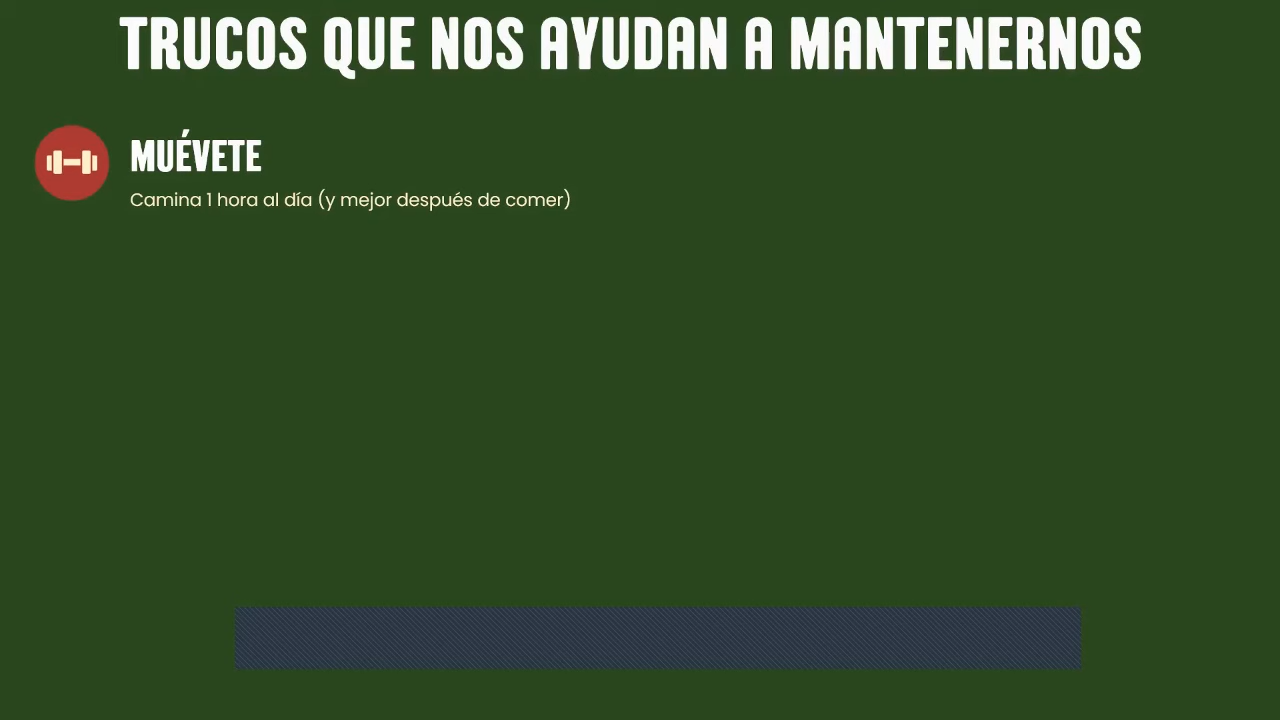 TRUCOS QUE NOS AYUDAN A MANTENERNOS
MUÉVETE
Camina 1 hora al día (y mejor después de comer)